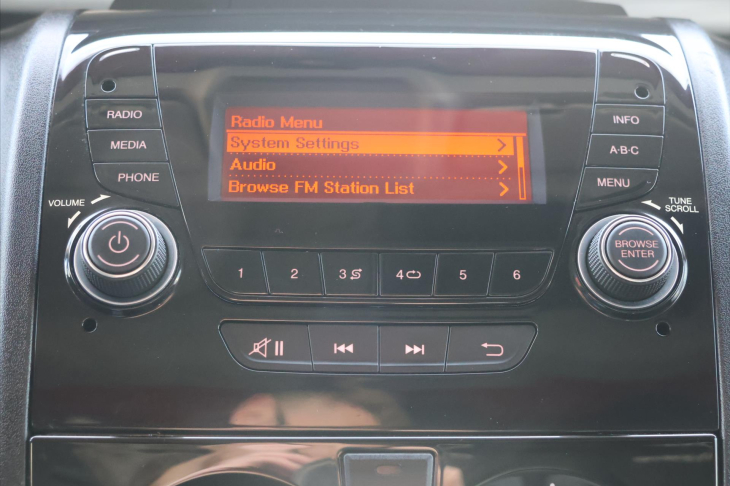 RADIO
MEDIA
PHONE
VOLUME
Radio Menu
System Settings
Audio
Browse FM Station List
INFO
A·B·C
MENU
TUNE
SCROLL
BROWSE
ENTER
1 2 3 4 5 6